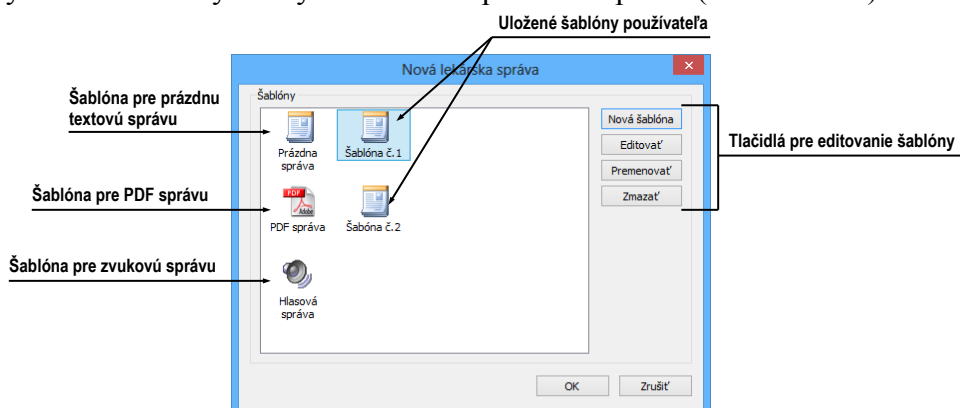 Uložené šablóny používateľa
Nová lekárska správa
Šablóny
Šablóna pre prázdnu
textovú správu
Prázdna
správa
Šablóna č.1
Nová šablóna
Editovať
Premenovať
Zmazať
Tlačidlá pre editovanie šablóny
Šablóna pre PDF správu
PDF
Adobe
PDF správa
Šabóna č.2
Šablóna pre zvukovú správu
Hlasová
správa
OK
Zrušiť